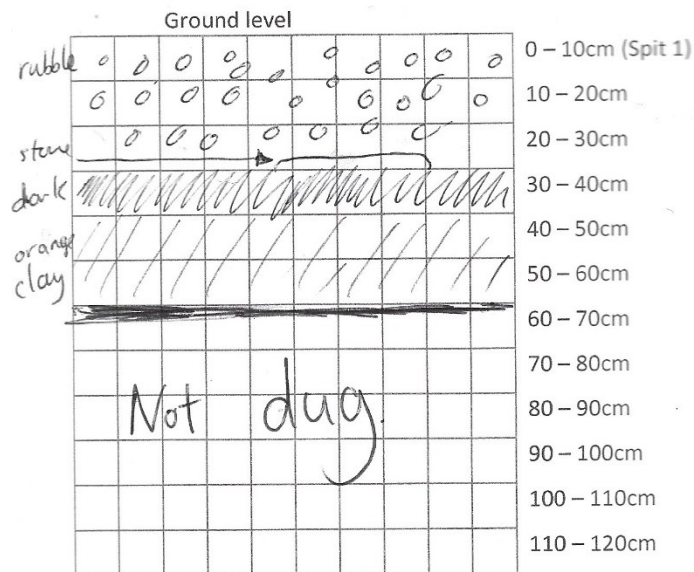 Ground level
rubble
0 – 10cm (Spit 1)
10 – 20cm
20 – 30cm
stone
dark
30 – 40cm
40 – 50cm
orange
clay
50 – 60cm
60 – 70cm
70 – 80cm
Not dug.
80 – 90cm
90 – 100cm
100 – 110cm
110 – 120cm